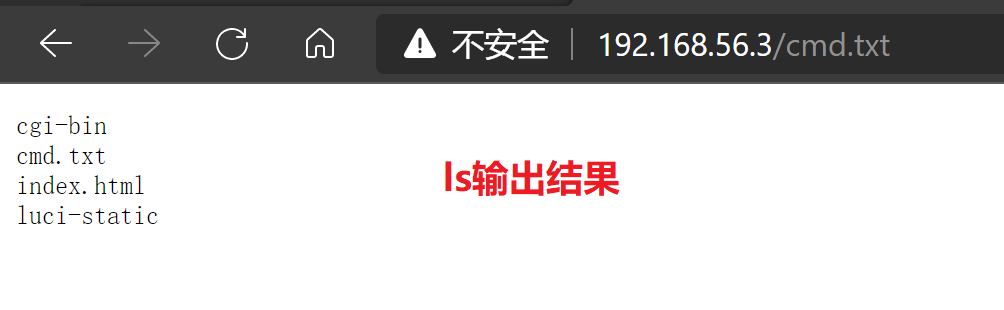 不安全 192.168.56.3/cmd.txt
cgi-bin
cmd.txt
index.html
luci-static
ls输出结果